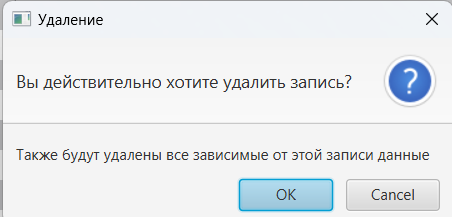 Удаление
Вы действительно хотите удалить запись?
?
Также будут удалены все зависимые от этой записи данные
OK
Cancel